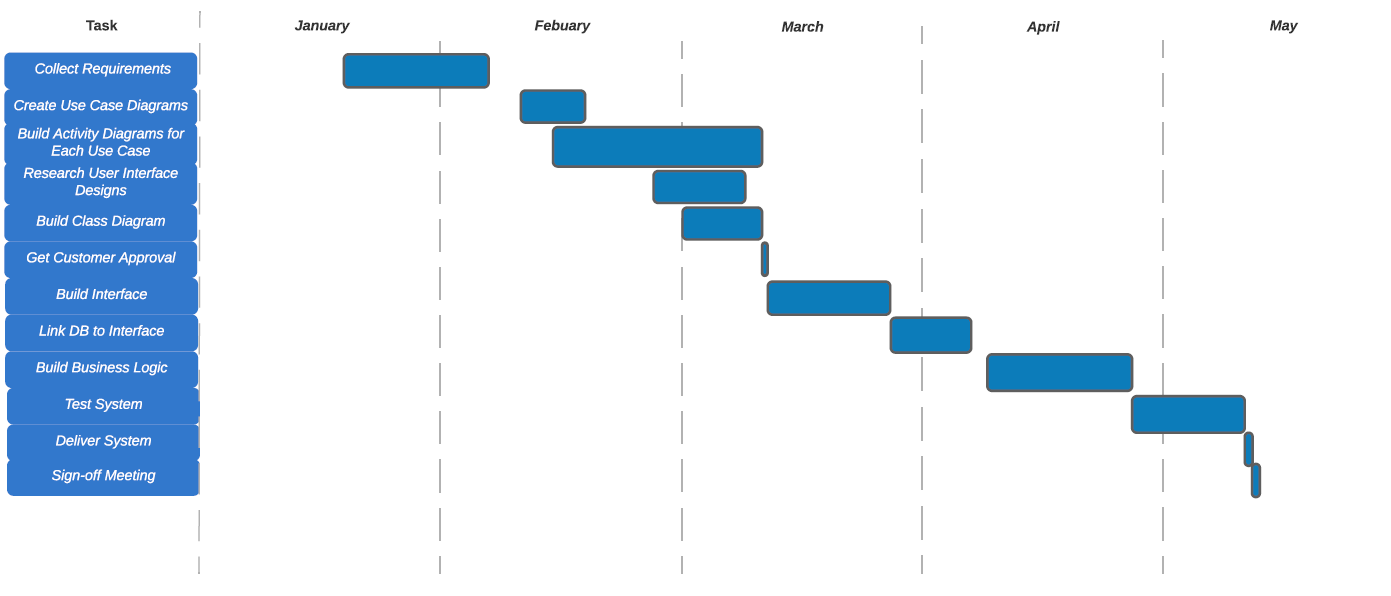 Task
January
Febuary
March
April
May
Collect Requirements
Create Use Case Diagrams
Build Activity Diagrams for
Each Use Case
Research User Interface
Designs
Build Class Diagram
Get Customer Approval
Build Interface
Link DB to Interface
Build Business Logic
Test System
Deliver System
Sign-off Meeting